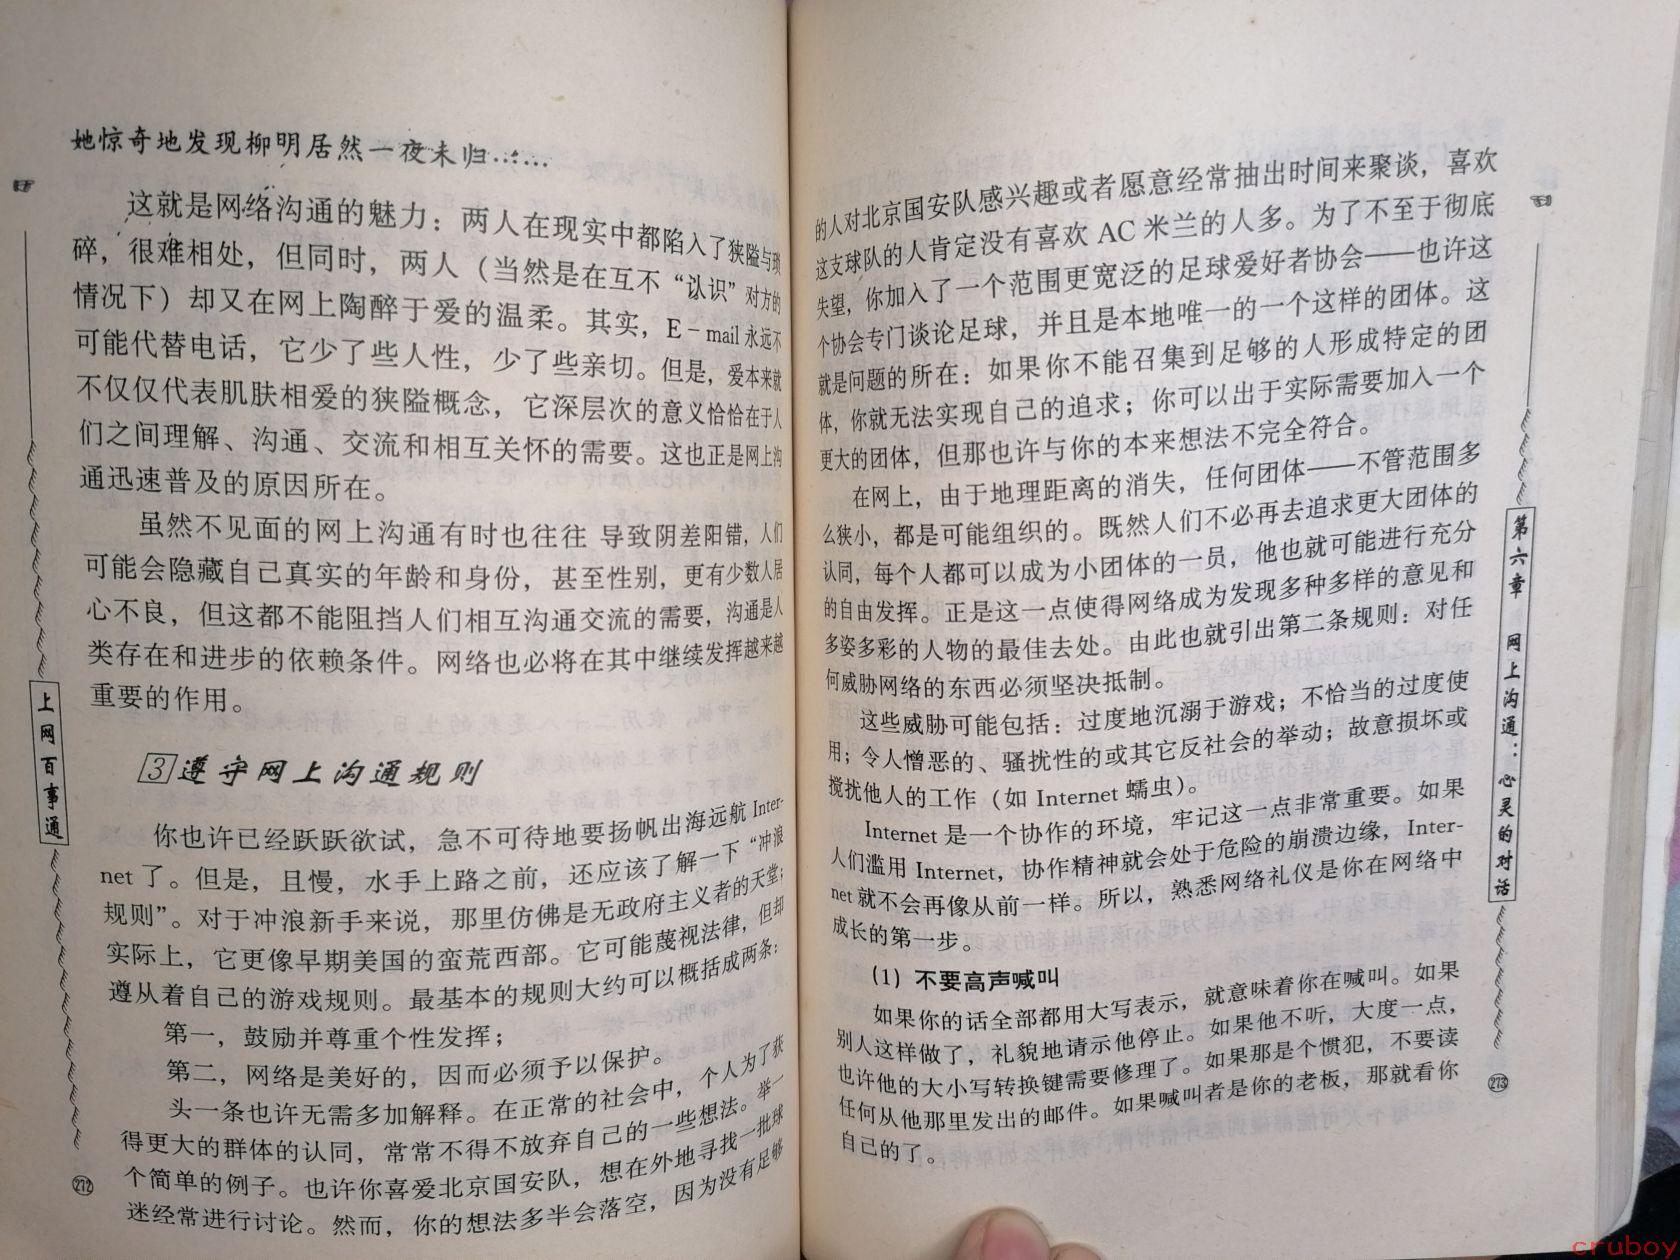 她惊奇地发现柳明居然一夜未归……
这就是网络沟通的魅力：两人在现实中都陷入了狭隘与琐
碎，很难相处，但同时，两人（当然是在互不“认识”对方的
情况下）却又在网上陶醉于爱的温柔。其实，E－mail 永远不
可能代替电话，它少了些人性，少了些亲切。但是，爱本来就
不仅仅代表肌肤相爱的狭隘概念，它深层次的意义恰恰在于人
们之间理解、沟通、交流和相互关怀的需要。这也正是网上沟
通迅速普及的原因所在。
虽然不见面的网上沟通有时也往往 导致阴差阳错，人们
可能会隐藏自己真实的年龄和身份，甚至性别，更有少数人居
心不良，但这都不能阻挡人们相互沟通交流的需要，沟通是人
类存在和进步的依赖条件。网络也必将在其中继续发挥越来越
重要的作用。
3 遵守网上沟通规则
你也许已经跃跃欲试，急不可待地要扬帆出海远航 Inter-
net 了。但是，且慢，水手上路之前，还应该了解一下“冲浪
规则”。对于冲浪新手来说，那里仿佛是无政府主义者的天堂；
实际上，它更像早期美国的蛮荒西部。它可能蔑视法律，但却
遵从着自己的游戏规则。最基本的规则大约可以概括成两条：
第一，鼓励并尊重个性发挥；
第二，网络是美好的，因而必须予以保护。
头一条也许无需多加解释。在正常的社会中，个人为了获
得更大的群体的认同，常常不得不放弃自己的一些想法。举一
个简单的例子。也许你喜爱北京国安队，想在外地寻找一批球
迷经常进行讨论。然而，你的想法多半会落空，因为没有足够
上网百事通
272
的人对北京国安队感兴趣或者愿意经常抽出时间来聚谈，喜欢
这支球队的人肯定没有喜欢 AC 米兰的人多。为了不至于彻底
失望，你加入了一个范围更宽泛的足球爱好者协会——也许这
个协会专门谈论足球，并且是本地唯一的一个这样的团体。这
就是问题的所在：如果你不能召集到足够的人形成特定的团
体，你就无法实现自己的追求；你可以出于实际需要加入一个
更大的团体，但那也许与你的本来想法不完全符合。
在网上，由于地理距离的消失，任何团体——不管范围多
么狭小，都是可能组织的。既然人们不必再去追求更大团体的
认同，每个人都可以成为小团体的一员，他也就可能进行充分
的自由发挥。正是这一点使得网络成为发现多种多样的意见和
多姿多彩的人物的最佳去处。由此也就引出第二条规则：对任
何威胁网络的东西必须坚决抵制。
这些威胁可能包括：过度地沉溺于游戏；不恰当的过度使
用；令人憎恶的、骚扰性的或其它反社会的举动；故意损坏或
搅扰他人的工作（如 Internet 蠕虫）。
Internet 是一个协作的环境，牢记这一点非常重要。如果
人们滥用 Internet，协作精神就会处于危险的崩溃边缘，Inter-
net 就不会再像从前一样。所以，熟悉网络礼仪是你在网络中
成长的第一步。
（1）不要高声喊叫
如果你的话全部都用大写表示，就意味着你在喊叫。如果
别人这样做了，礼貌地请示他停止。如果他不听，大度一点，
也许他的大小写转换键需要修理了。如果那是个惯犯，不要读
任何从他那里发出的邮件。如果喊叫者是你的老板，那就看你
自己的了。
第六章 网上沟通：心灵的对话
273
cruboy